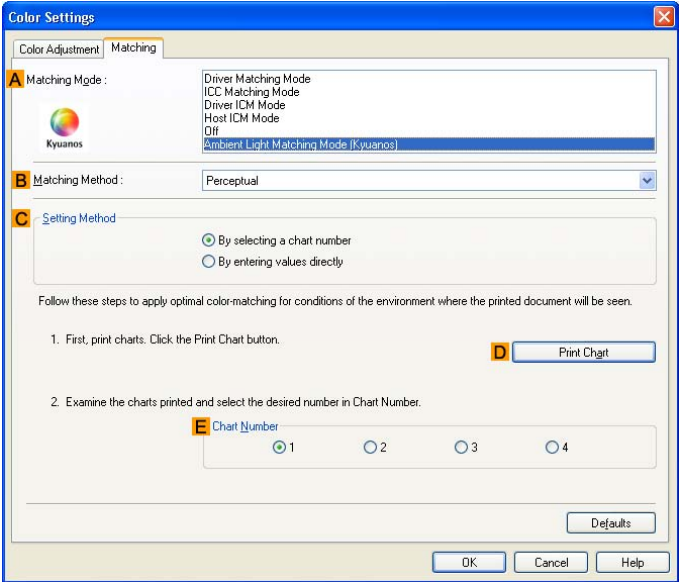 Color Settings
Color Adjustment Matching
A Matching Mode :
Driver Matching Mode
ICC Matching Mode
Driver ICM Mode
Host ICM Mode
Off
Ambient Light Matching Mode (Kyuanos)
Kyuanos
B Matching Method : Perceptual
C Setting Method
By selecting a chart number
By entering values directly
Follow these steps to apply optimal color-matching for conditions of the environment where the printed document will be seen.
1. First, print charts. Click the Print Chart button.
D Print Chart
2. Examine the charts printed and select the desired number in Chart Number.
E Chart Number
1 2 3 4
Defaults
OK Cancel Help